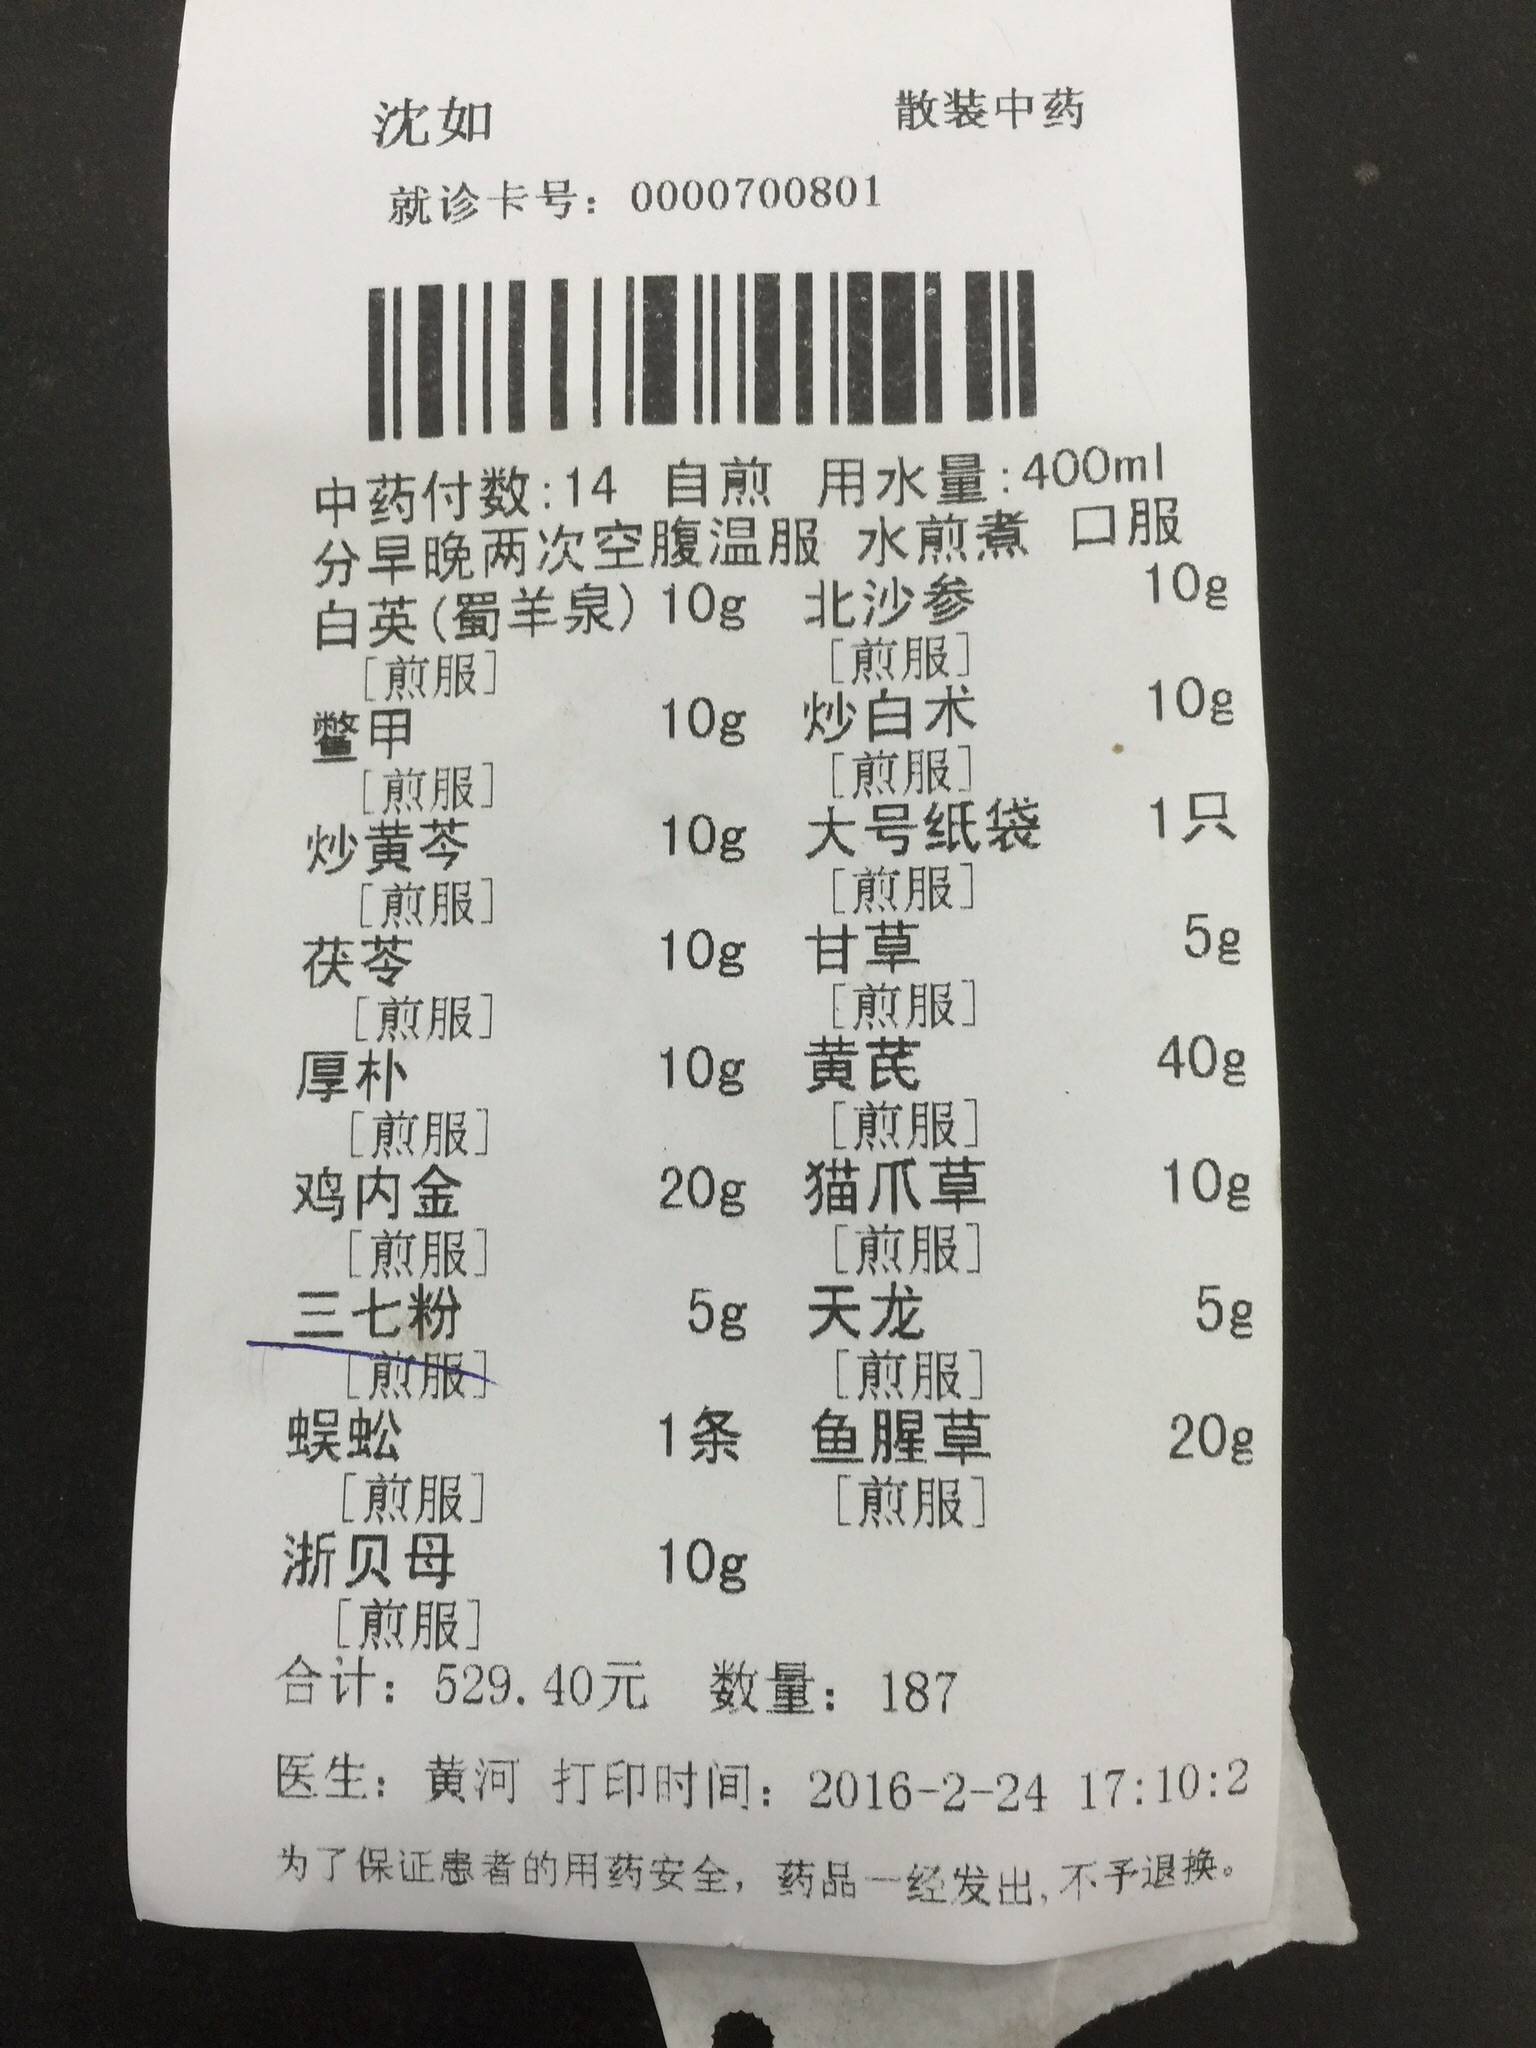 沈如 散装中药
就诊卡号：0000700801
中药付数:14 自煎 用水量:400ml
分早晚两次空腹温服 水煎煮 口服
白英(蜀羊泉) 10g 北沙参 10g
[煎服] [煎服]
鳖甲 10g 炒白术 10g
[煎服] [煎服]
炒黄芩 10g 大号纸袋 1只
[煎服] [煎服]
茯苓 10g 甘草 5g
[煎服] [煎服]
厚朴 10g 黄芪 40g
[煎服] [煎服]
鸡内金 20g 猫爪草 10g
[煎服] [煎服]
三七粉 5g 天龙 5g
[煎服] [煎服]
蜈蚣 1条 鱼腥草 20g
[煎服] [煎服]
浙贝母 10g
[煎服]
合计：529.40元 数量：187
医生：黄河 打印时间：2016-2-24 17:10:2
为了保证患者的用药安全，药品一经发出,不予退换。